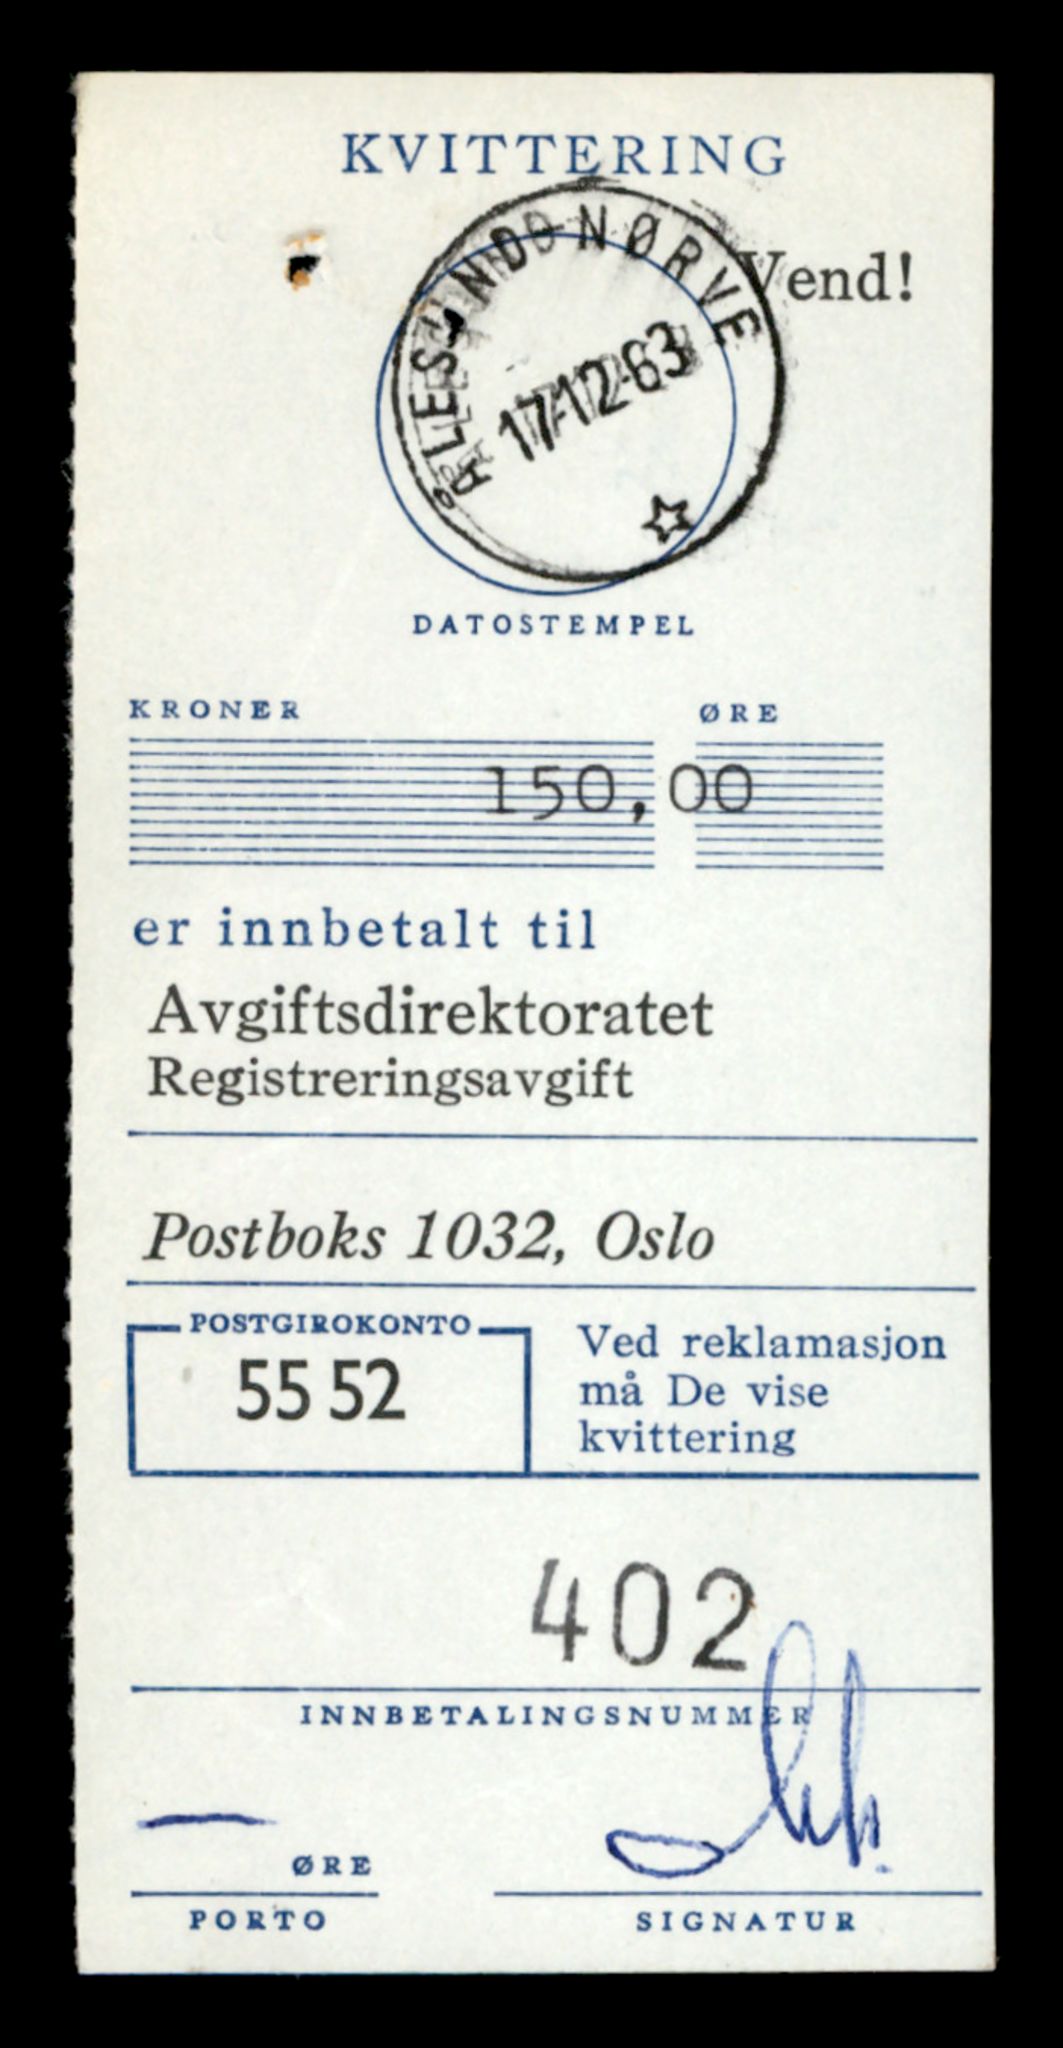 KVITTERING
Vend!
ÅLESUND-NØRVE
17.12.63
DATOSTEMPEL
KRONER ØRE
150,00
er innbetalt til
Avgiftsdirektoratet
Registreringsavgift
Postboks 1032, Oslo
POSTGIROKONTO
55 52
Ved reklamasjon
må De vise
kvittering
402
INNBETALINGSNUMMER
ØRE
PORTO
SIGNATUR